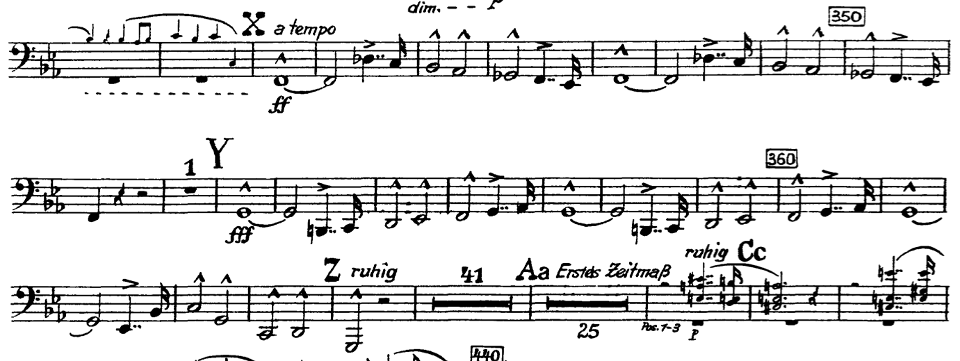 dim. - - p
X a tempo 350
ff
1 Y 360
fff
Z ruhig 41 Aa Erstes Zeitmaß ruhig Cc
25 Pos. 1-3 p
440